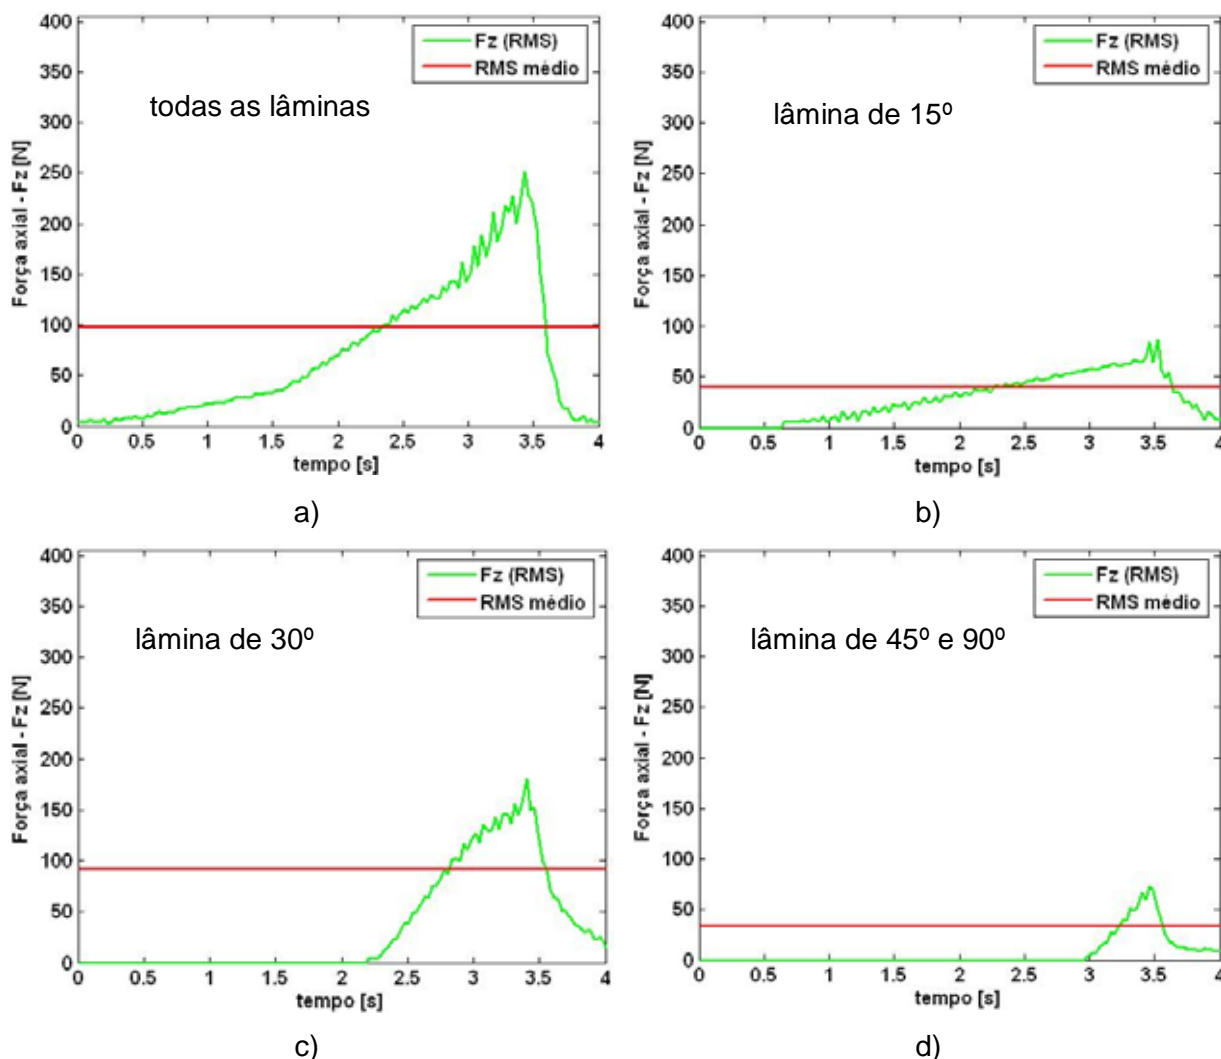 400
350
300
250
200
150
100
50
0
Força axial - Fz [N]
Fz (RMS)
RMS médio
todas as lâminas
0 0.5 1 1.5 2 2.5 3 3.5 4
tempo [s]
a)
400
350
300
250
200
150
100
50
0
Força axial - Fz [N]
Fz (RMS)
RMS médio
lâmina de 15º
0 0.5 1 1.5 2 2.5 3 3.5 4
tempo [s]
b)
400
350
300
250
200
150
100
50
0
Força axial - Fz [N]
Fz (RMS)
RMS médio
lâmina de 30º
0 0.5 1 1.5 2 2.5 3 3.5 4
tempo [s]
c)
400
350
300
250
200
150
100
50
0
Força axial - Fz [N]
Fz (RMS)
RMS médio
lâmina de 45º e 90º
0 0.5 1 1.5 2 2.5 3 3.5 4
tempo [s]
d)